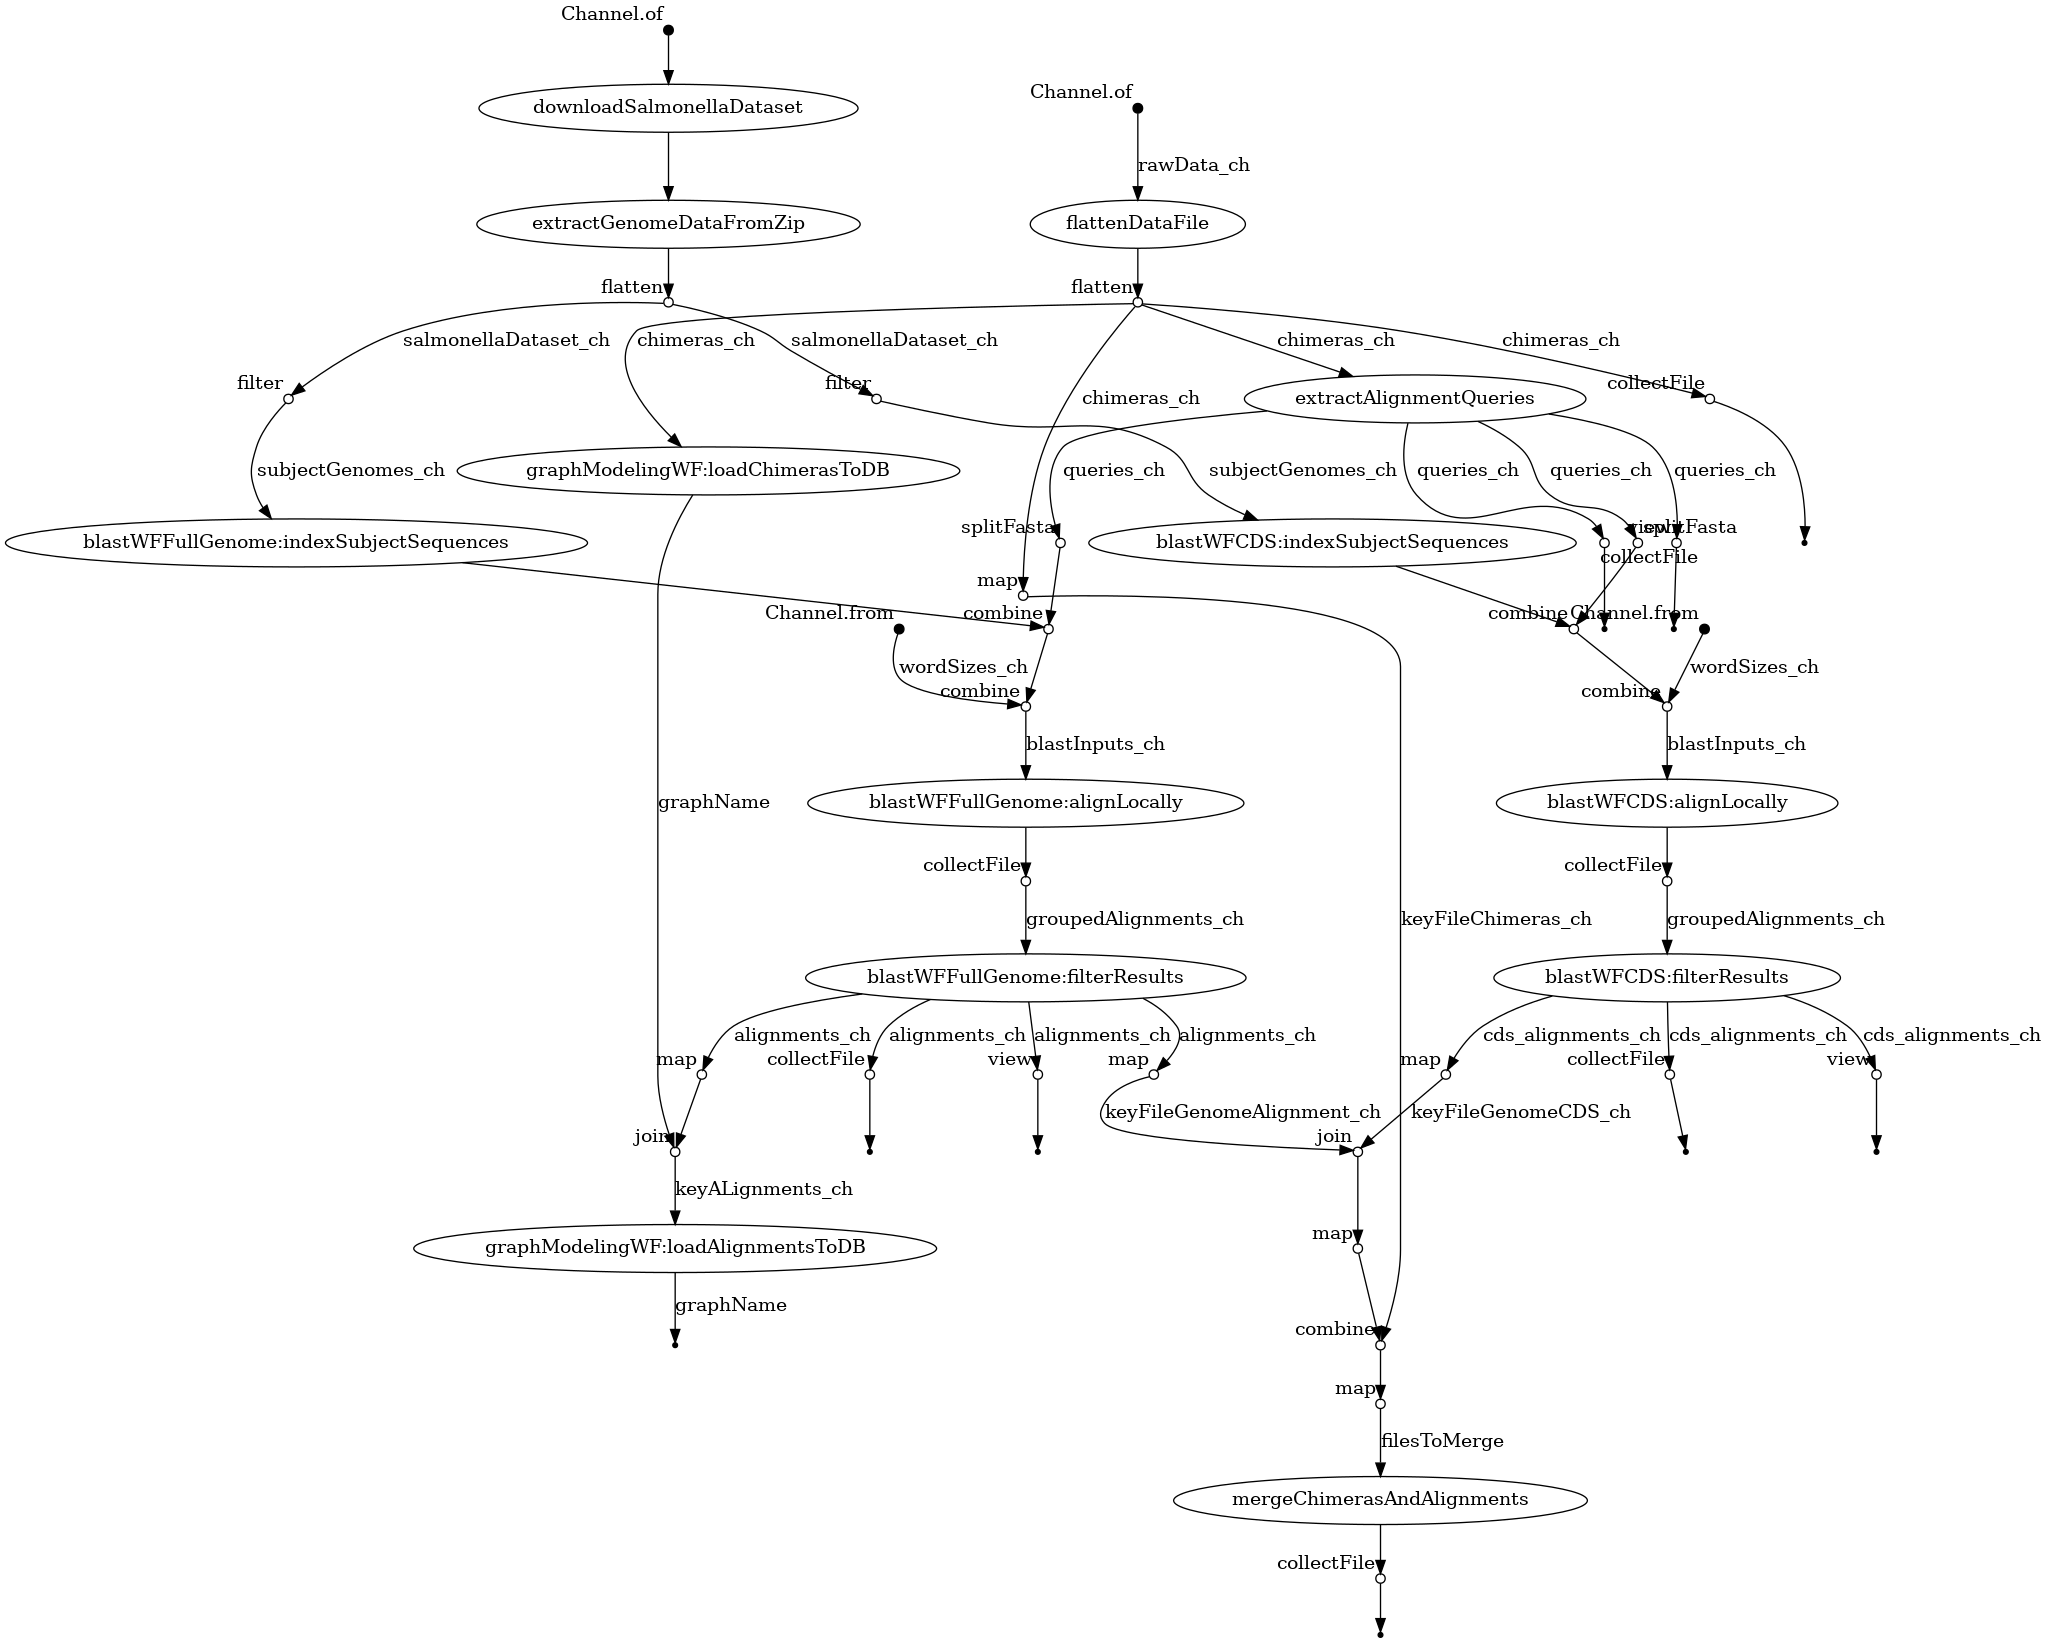 Channel.of
downloadSalmonellaDataset
Channel.of
rawData_ch
extractGenomeDataFromZip
flattenDataFile
flatten
flatten
salmonellaDataset_ch
chimeras_ch
salmonellaDataset_ch
chimeras_ch
chimeras_ch
filter
filter
collectFile
chimeras_ch
extractAlignmentQueries
subjectGenomes_ch
graphModelingWF:loadChimerasToDB
queries_ch
subjectGenomes_ch
queries_ch
queries_ch
queries_ch
splitFasta
view
splitFasta
blastWFFullGenome:indexSubjectSequences
blastWFCDS:indexSubjectSequences
collectFile
map
Channel.from
combine
combine
Channel.from
wordSizes_ch
wordSizes_ch
combine
combine
blastInputs_ch
blastInputs_ch
graphName
blastWFFullGenome:alignLocally
blastWFCDS:alignLocally
collectFile
collectFile
groupedAlignments_ch
keyFileChimeras_ch
groupedAlignments_ch
blastWFFullGenome:filterResults
blastWFCDS:filterResults
alignments_ch
alignments_ch
alignments_ch
alignments_ch
cds_alignments_ch
cds_alignments_ch
cds_alignments_ch
map
collectFile
view
map
map
collectFile
view
keyFileGenomeAlignment_ch
keyFileGenomeCDS_ch
join
join
keyALignments_ch
map
graphModelingWF:loadAlignmentsToDB
graphName
combine
map
filesToMerge
mergeChimerasAndAlignments
collectFile